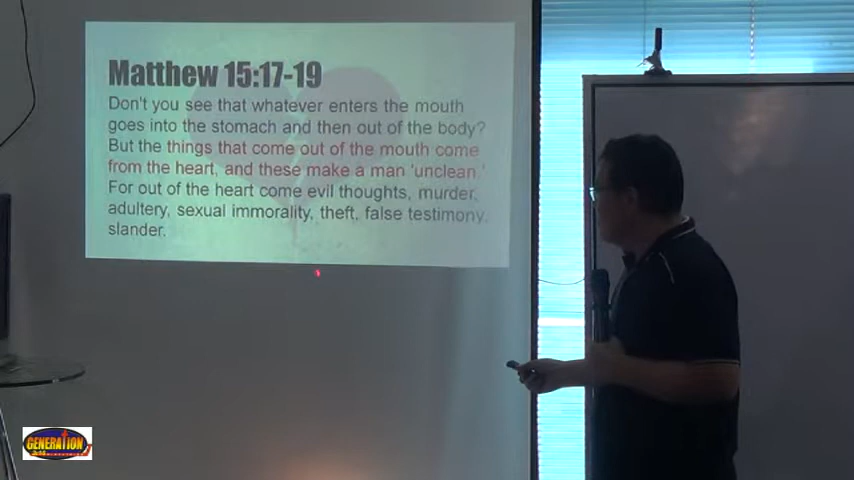 Matthew 15:17-19
Don't you see that whatever enters the mouth
goes into the stomach and then out of the body?
But the things that come out of the mouth come
from the heart, and these make a man 'unclean.'
For out of the heart come evil thoughts, murder,
adultery, sexual immorality, theft, false testimony,
slander.
GENERATION